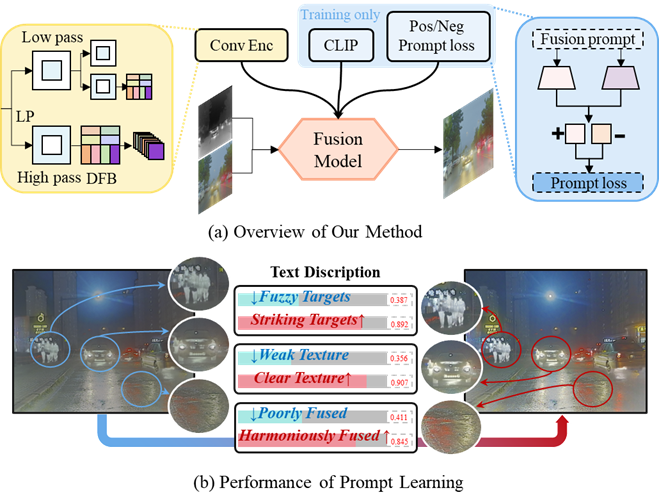 Training only
Low pass
LP
High pass DFB
Conv Enc
CLIP
Pos/Neg
Prompt loss
Fusion
Model
Fusion prompt
+
−
Prompt loss
(a) Overview of Our Method
Text Discription
↓Fuzzy Targets 0.387
Striking Targets↑ 0.892
↓Weak Texture 0.356
Clear Texture↑ 0.907
↓Poorly Fused 0.411
Harmoniously Fused ↑ 0.845
(b) Performance of Prompt Learning